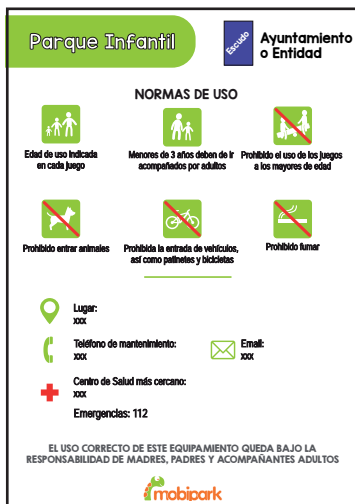 Parque Infantil
Escudo
Ayuntamiento
o Entidad
NORMAS DE USO
Edad de uso indicada
en cada juego
Menores de 3 años deben de ir
acompañados por adultos
Prohibido el uso de los juegos
a los mayores de edad
Prohibido entrar animales
Prohibida la entrada de vehículos,
así como patinetes y bicicletas
Prohibido fumar
Lugar:
xxx
Teléfono de mantenimiento:
xxx
Email:
xxx
Centro de Salud más cercano:
xxx
Emergencias: 112
EL USO CORRECTO DE ESTE EQUIPAMIENTO QUEDA BAJO LA
RESPONSABILIDAD DE MADRES, PADRES Y ACOMPAÑANTES ADULTOS
mobipark